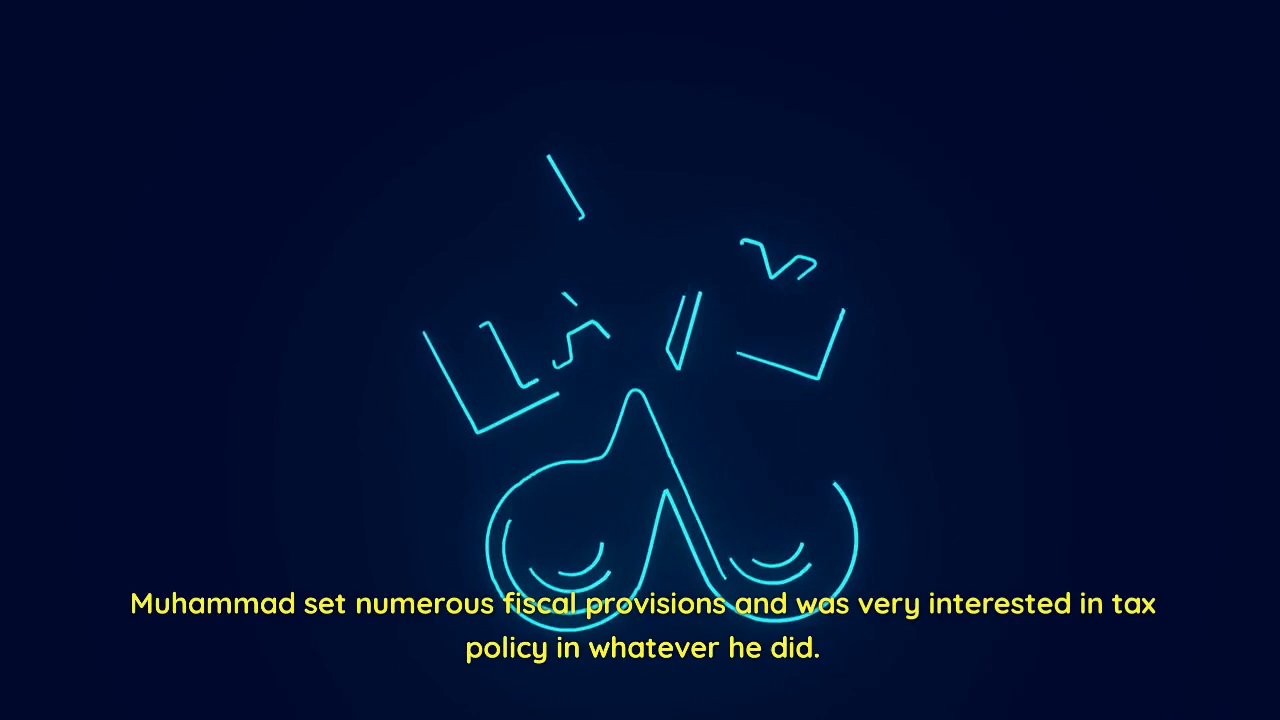 Muhammad set numerous fiscal provisions and was very interested in tax
policy in whatever he did.